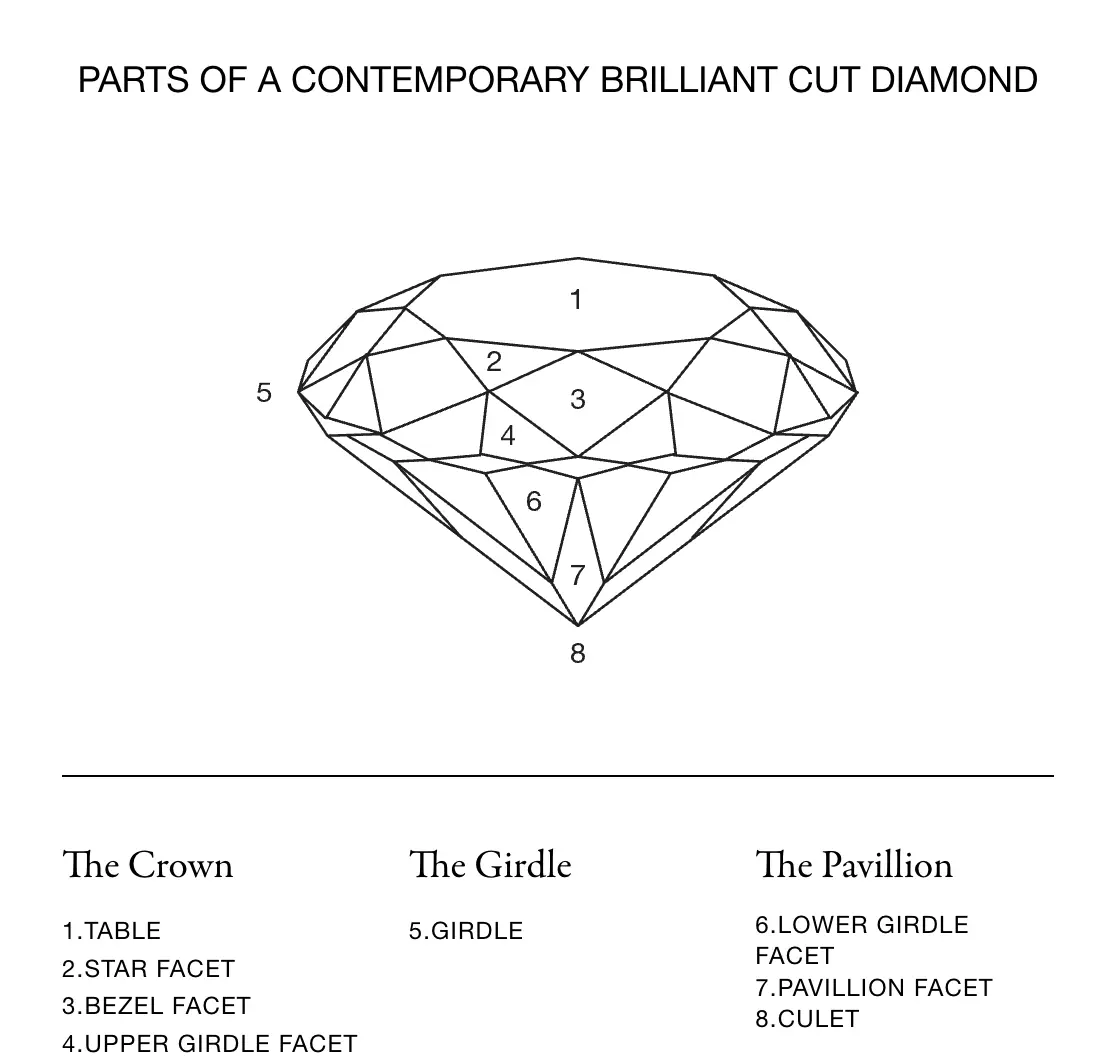 PARTS OF A CONTEMPORARY BRILLIANT CUT DIAMOND
1
2
3
5
4
6
7
8
The Crown
1.TABLE
2.STAR FACET
3.BEZEL FACET
4.UPPER GIRDLE FACET
The Girdle
5.GIRDLE
The Pavillion
6.LOWER GIRDLE
FACET
7.PAVILLION FACET
8.CULET